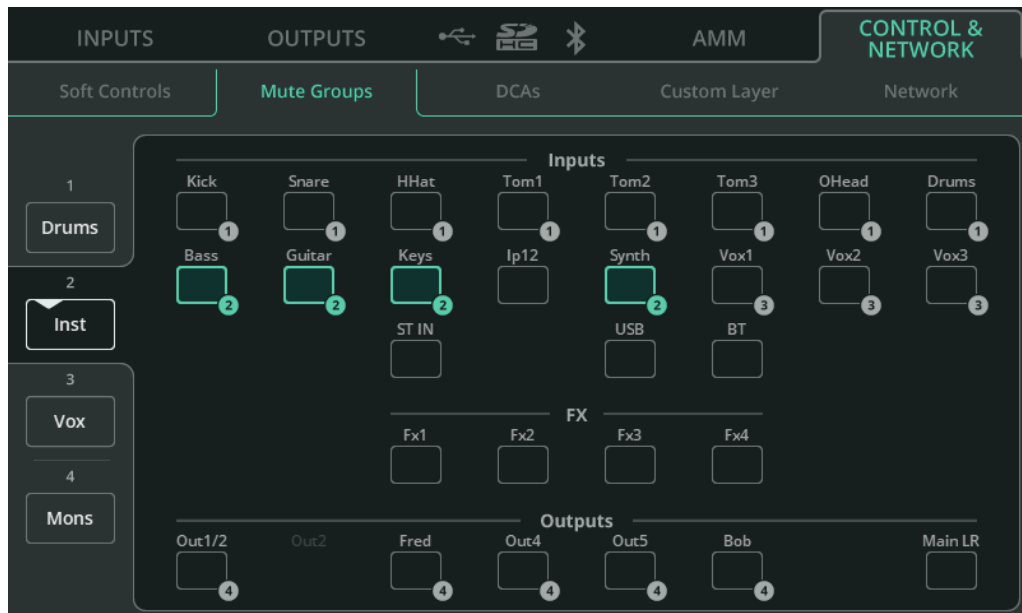 INPUTS OUTPUTS SD HC AMM CONTROL & NETWORK
Soft Controls Mute Groups DCAs Custom Layer Network
1
Drums
2
Inst
3
Vox
4
Mons
Inputs
Kick Snare HHat Tom1 Tom2 Tom3 OHead Drums
1 1 1 1 1 1 1 1
Bass Guitar Keys Ip12 Synth Vox1 Vox2 Vox3
2 2 2 2 3 3 3
ST IN USB BT
FX
Fx1 Fx2 Fx3 Fx4
Outputs
Out1/2 Out2 Fred Out4 Out5 Bob Main LR
4 4 4 4 4